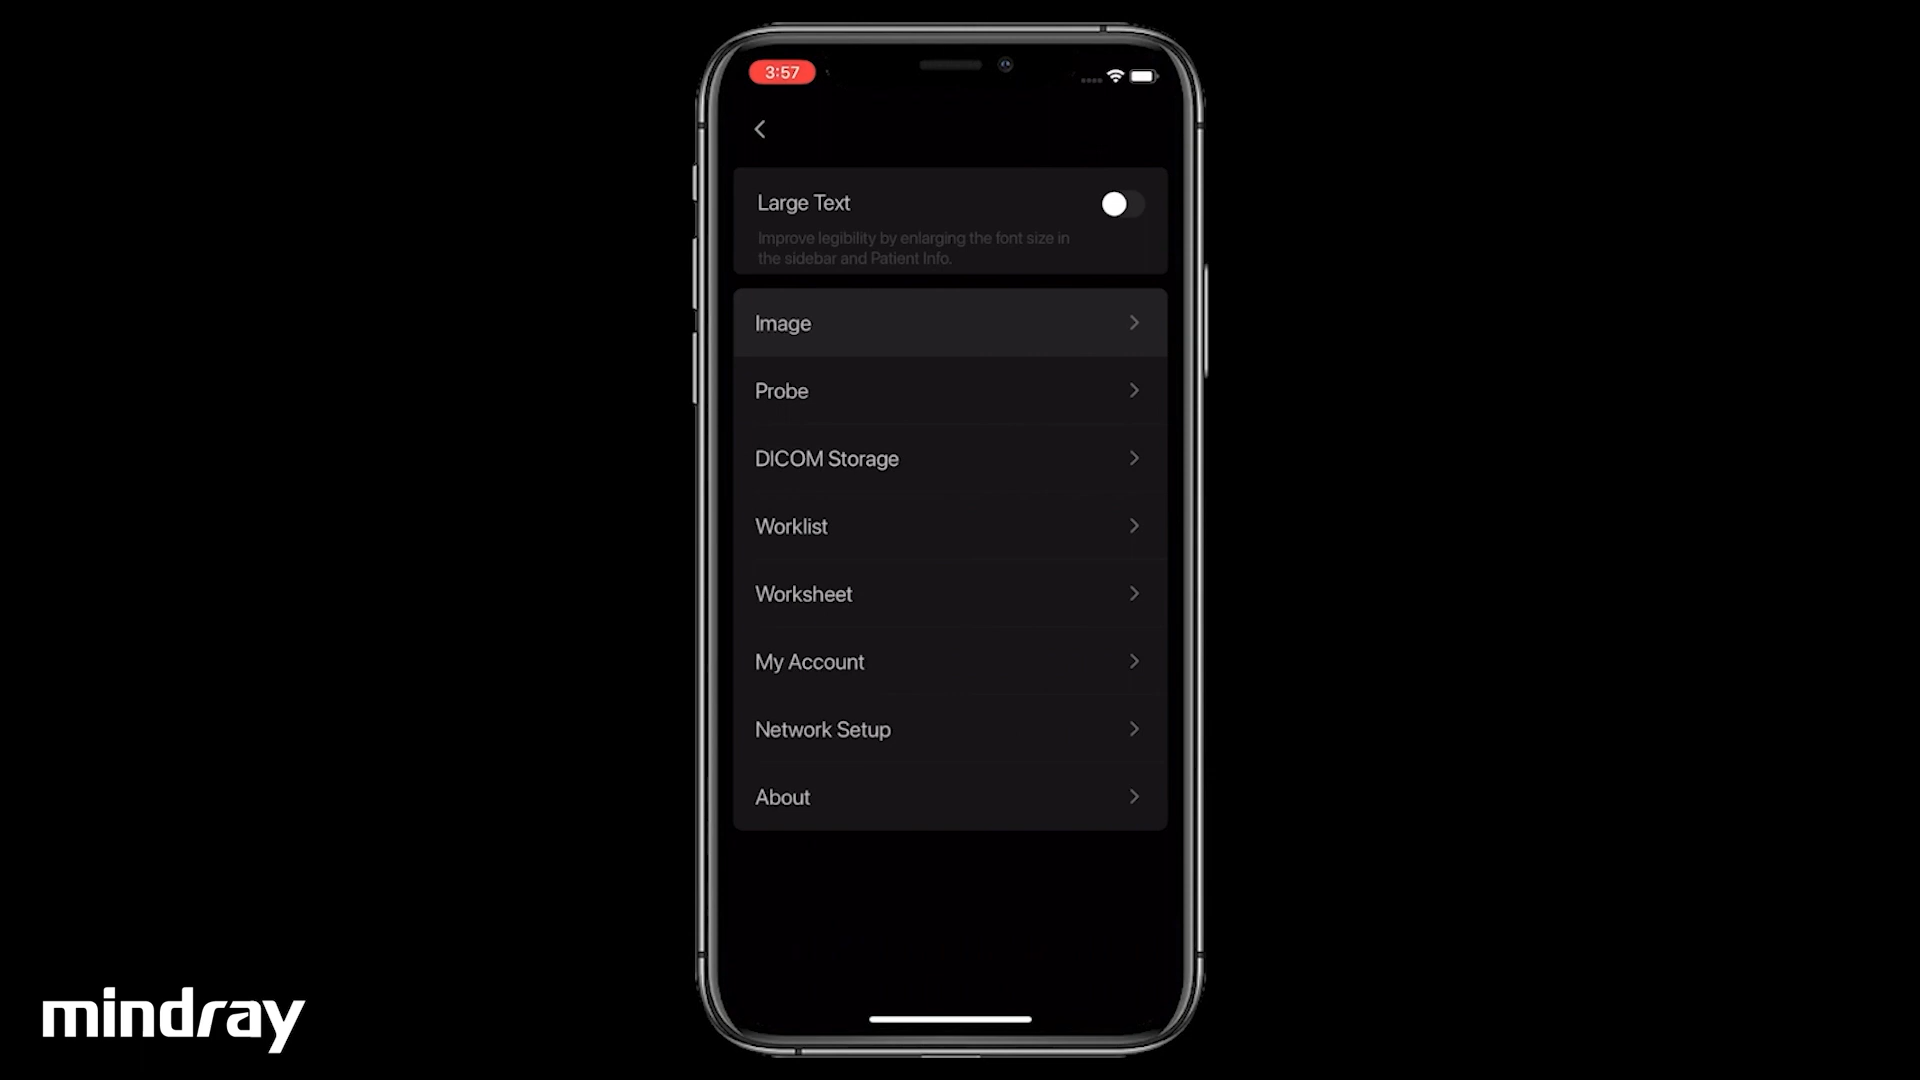 3:57
Large Text
Improve legibility by enlarging the font size in
the sidebar and Patient Info.
Image
Probe
DICOM Storage
Worklist
Worksheet
My Account
Network Setup
About
mindray